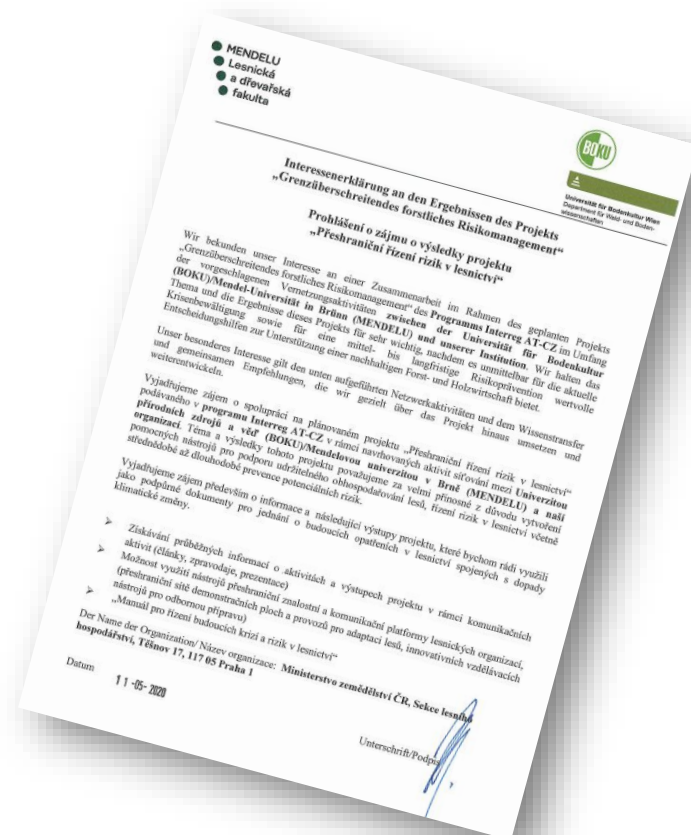 MENDELU
Lesnická
a dřevařská
fakulta
BOKU
Universität für Bodenkultur Wien
Department für Wald- und Boden-
wissenschaften
Interessenerklärung an den Ergebnissen des Projekts
„Grenzüberschreitendes forstliches Risikomanagement“
Prohlášení o zájmu o výsledky projektu
„Přeshraniční řízení rizik v lesnictví“
Wir bekunden unser Interesse an einer Zusammenarbeit im Rahmen des geplanten Projekts
„Grenzüberschreitendes forstliches Risikomanagement“ des Programms Interreg AT-CZ im Umfang
der vorgeschlagenen Vernetzungsaktivitäten zwischen der Universität für Bodenkultur
(BOKU)/Mendel-Universität in Brünn (MENDELU) und unserer Institution. Wir halten das
Thema und die Ergebnisse dieses Projekts für sehr wichtig, nachdem es unmittelbar für die aktuelle
Krisenbewältigung sowie für eine mittel- bis langfristige Risikoprävention wertvolle
Entscheidungshilfen zur Unterstützung einer nachhaltigen Forst- und Holzwirtschaft bietet.
Unser besonderes Interesse gilt den unten aufgeführten Netzwerkaktivitäten und dem Wissenstransfer
und gemeinsamen Empfehlungen, die wir gezielt über das Projekt hinaus umsetzen und
weiterentwickeln.
Vyjadřujeme zájem o spolupráci na plánovaném projektu „Přeshraniční řízení rizik v lesnictví“
podávaného v programu Interreg AT-CZ v rámci navrhovaných aktivit síťování mezi Univerzitou
přírodních zdrojů a věd (BOKU)/Mendelovou univerzitou v Brně (MENDELU) a naší
organizací. Téma a výsledky tohoto projektu považujeme za velmi přínosné z důvodu vytvoření
pomocných nástrojů pro podporu udržitelného obhospodařování lesů, řízení rizik v lesnictví včetně
střednědobé až dlouhodobé prevence potenciálních rizik.
Vyjadřujeme zájem především o informace a následující výstupy projektu, které bychom rádi využili
jako podpůrné dokumenty pro jednání o budoucích opatřeních v lesnictví spojených s dopady
klimatické změny.
➤ Získávání průběžných informací o aktivitách a výstupech projektu v rámci komunikačních
aktivit (články, zpravodaje, prezentace)
➤ Možnost využití nástrojů přeshraniční znalostní a komunikační platformy lesnických organizací,
(přeshraniční sítě demonstračních ploch a provozů pro adaptaci lesů, innovativních vzdělávacích
nástrojů pro odbornou přípravu)
➤ „Manuál pro řízení budoucích krizí a rizik v lesnictví“
Der Name der Organization/ Název organizace: Ministerstvo zemědělství ČR, Sekce lesního
hospodářství, Těšnov 17, 117 05 Praha 1
Datum
11-05-2020
Unterschrift/Podpis